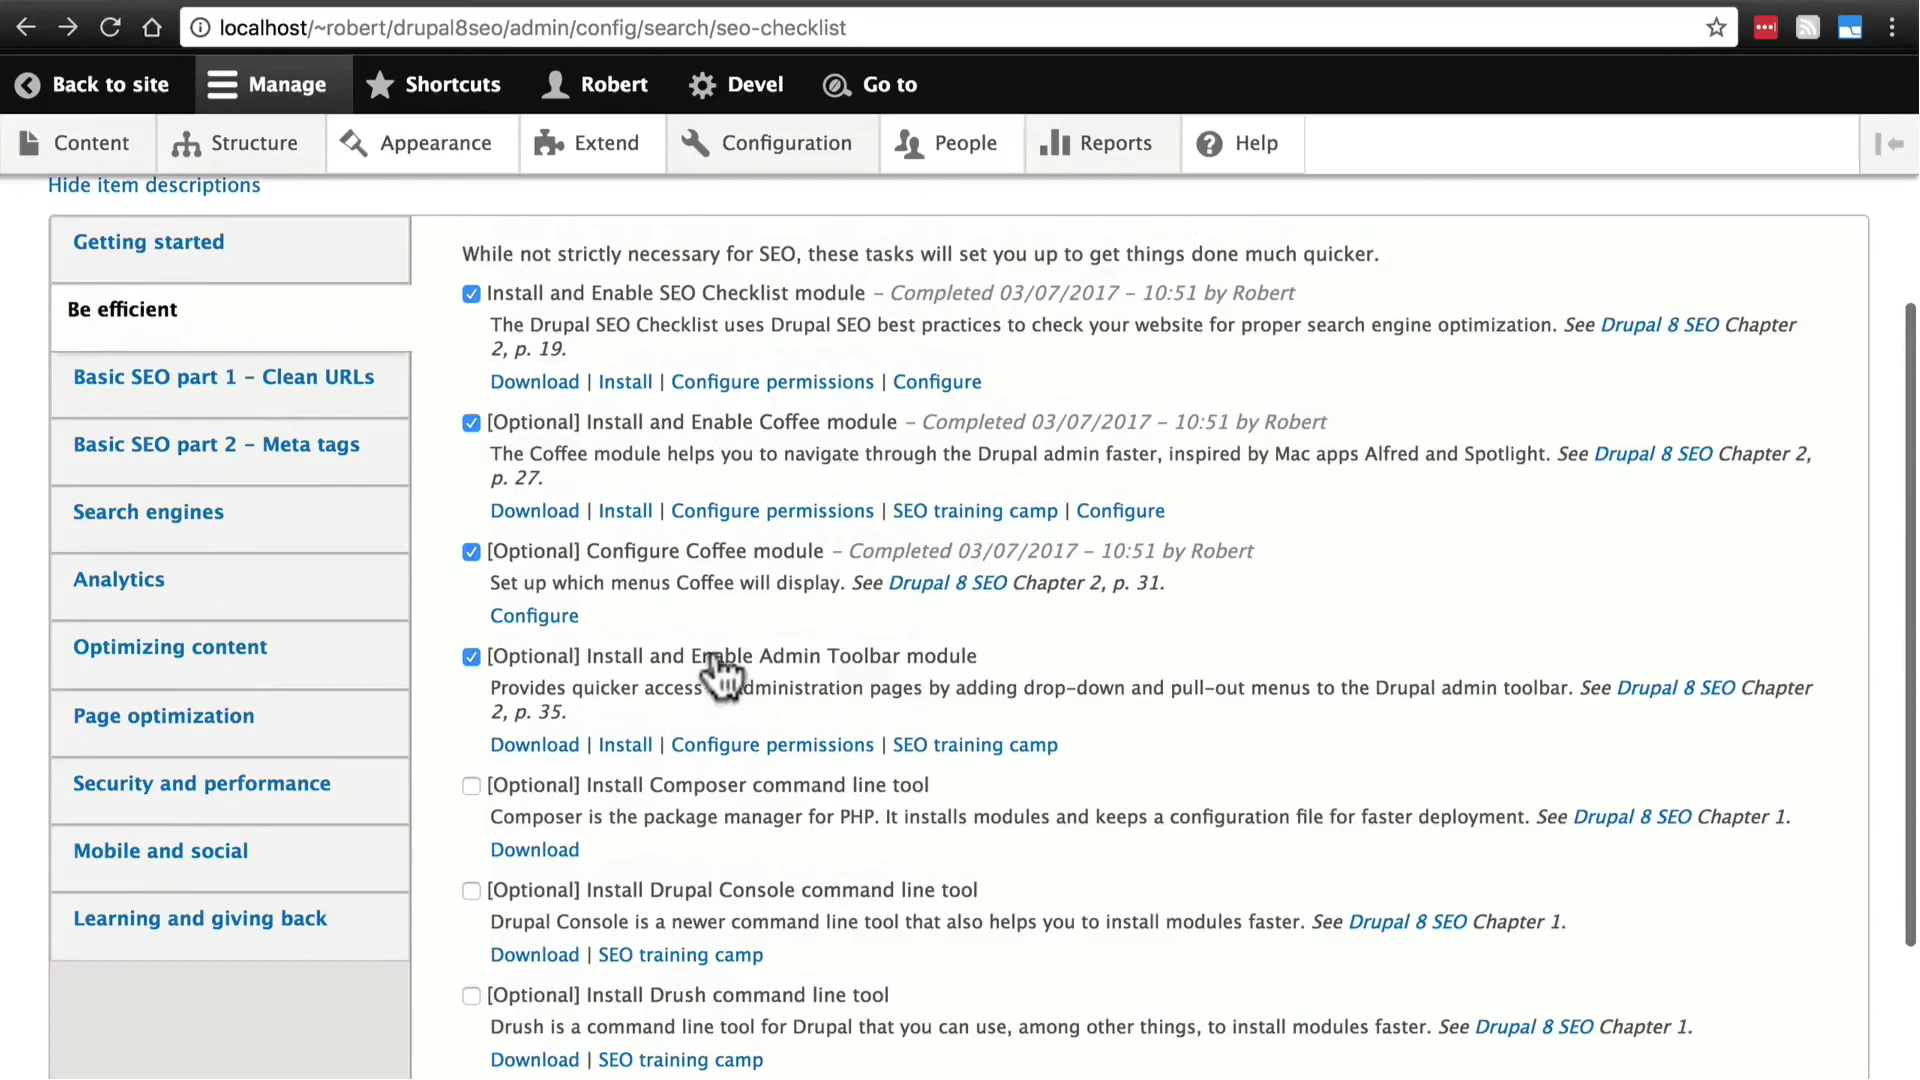 localhost/~robert/drupal8seo/admin/config/search/seo-checklist
Back to site Manage Shortcuts Robert Devel Go to
Content Structure Appearance Extend Configuration People Reports Help
Hide item descriptions
Getting started
Be efficient
Basic SEO part 1 – Clean URLs
Basic SEO part 2 – Meta tags
Search engines
Analytics
Optimizing content
Page optimization
Security and performance
Mobile and social
Learning and giving back
While not strictly necessary for SEO, these tasks will set you up to get things done much quicker.
Install and Enable SEO Checklist module – Completed 03/07/2017 – 10:51 by Robert
The Drupal SEO Checklist uses Drupal SEO best practices to check your website for proper search engine optimization. See Drupal 8 SEO Chapter
2, p. 19.
Download | Install | Configure permissions | Configure
[Optional] Install and Enable Coffee module – Completed 03/07/2017 – 10:51 by Robert
The Coffee module helps you to navigate through the Drupal admin faster, inspired by Mac apps Alfred and Spotlight. See Drupal 8 SEO Chapter 2,
p. 27.
Download | Install | Configure permissions | SEO training camp | Configure
[Optional] Configure Coffee module – Completed 03/07/2017 – 10:51 by Robert
Set up which menus Coffee will display. See Drupal 8 SEO Chapter 2, p. 31.
Configure
[Optional] Install and Enable Admin Toolbar module
Provides quicker access administration pages by adding drop-down and pull-out menus to the Drupal admin toolbar. See Drupal 8 SEO Chapter
2, p. 35.
Download | Install | Configure permissions | SEO training camp
[Optional] Install Composer command line tool
Composer is the package manager for PHP. It installs modules and keeps a configuration file for faster deployment. See Drupal 8 SEO Chapter 1.
Download
[Optional] Install Drupal Console command line tool
Drupal Console is a newer command line tool that also helps you to install modules faster. See Drupal 8 SEO Chapter 1.
Download | SEO training camp
[Optional] Install Drush command line tool
Drush is a command line tool for Drupal that you can use, among other things, to install modules faster. See Drupal 8 SEO Chapter 1.
Download | SEO training camp